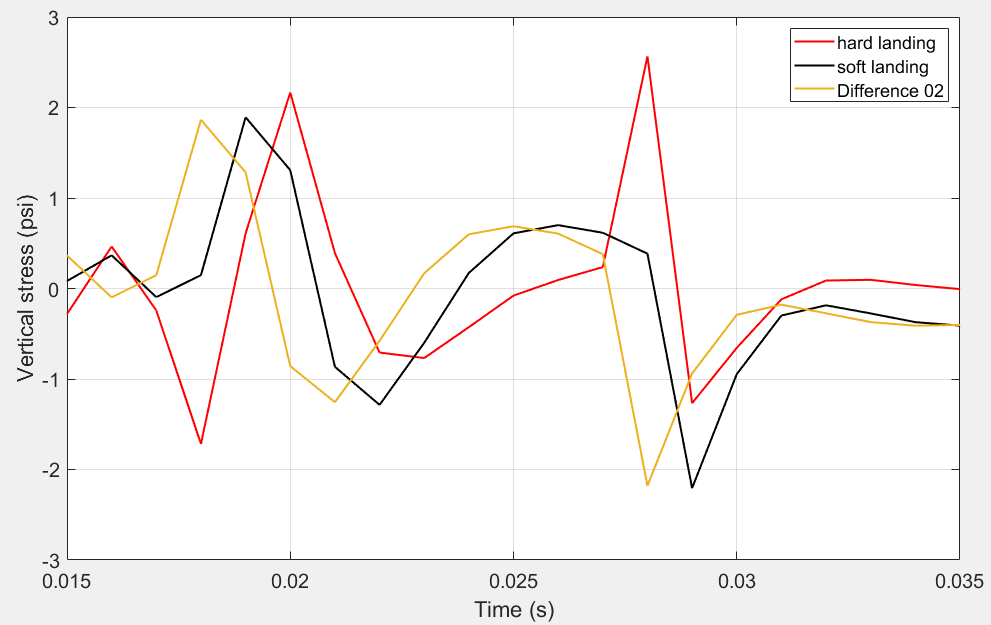 3
2
1
0
-1
-2
-3
Vertical stress (psi)
hard landing
soft landing
Difference 02
0.015
0.02
0.025
0.03
0.035
Time (s)